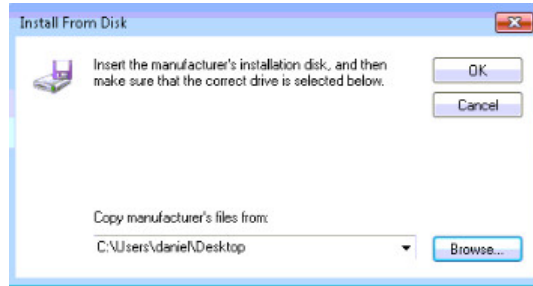 Install From Disk
Insert the manufacturer's installation disk, and then
make sure that the correct drive is selected below.
OK
Cancel
Copy manufacturer's files from:
C:\Users\daniel\Desktop
Browse...